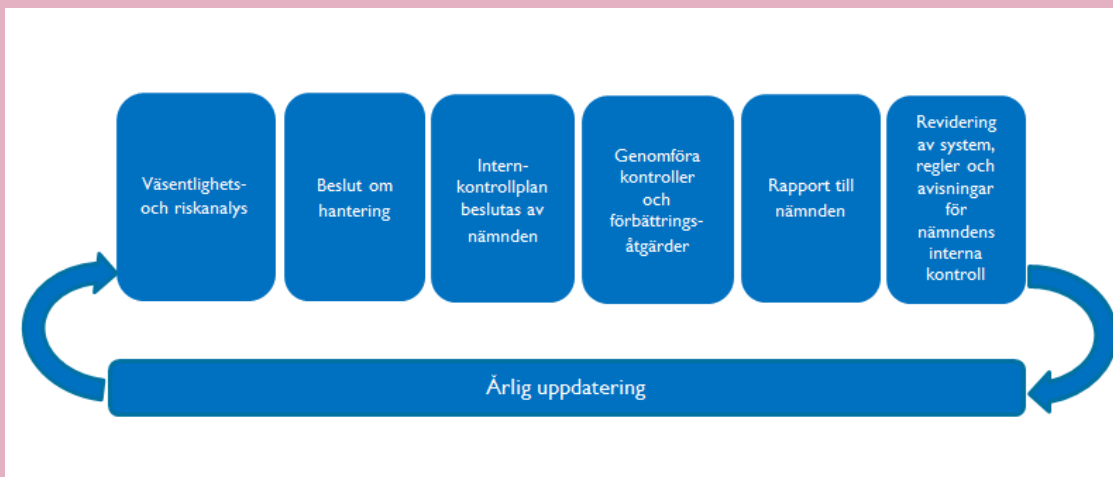 Väsentlighets-
och riskanalys
Beslut om
hantering
Intern-
kontrollplan
beslutas av
nämnden
Genomföra
kontroller
och
förbättrings-
åtgärder
Rapport till
nämnden
Revidering
av system,
regler och
avisningar
för
nämndens
interna
kontroll
Årlig uppdatering